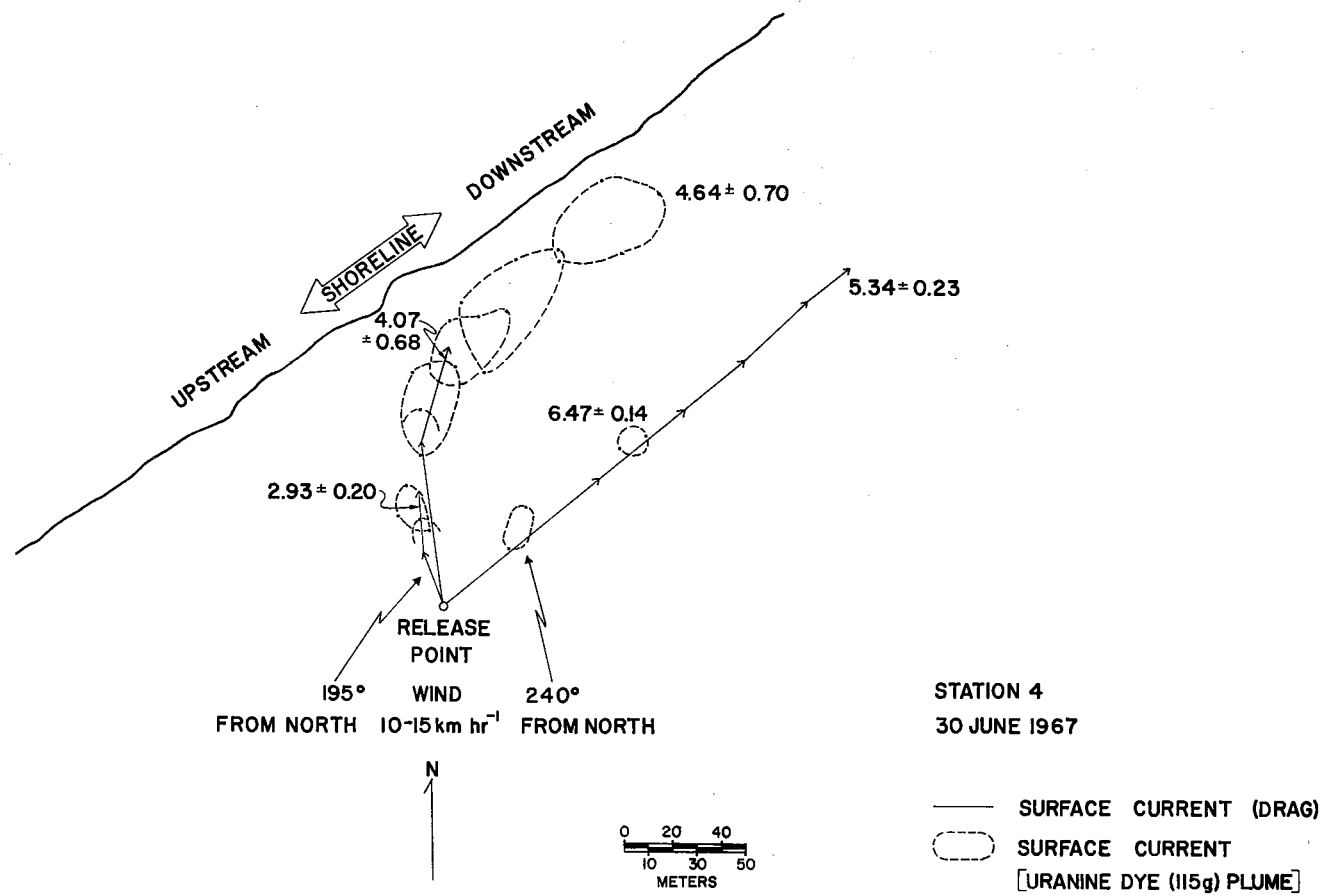 DOWNSTREAM
4.64 ± 0.70
SHORELINE
5.34 ± 0.23
4.07
± 0.68
UPSTREAM
6.47 ± 0.14
2.93 ± 0.20
RELEASE
POINT
195° WIND 240°
FROM NORTH 10-15 km hr⁻¹ FROM NORTH
STATION 4
30 JUNE 1967
N
0 20 40
10 30 50
METERS
SURFACE CURRENT (DRAG)
SURFACE CURRENT
[URANINE DYE (115g) PLUME]